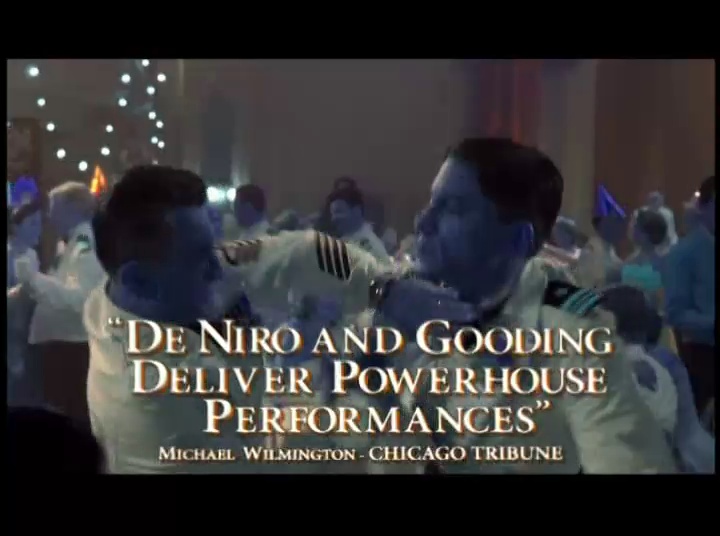 “De Niro and Gooding
Deliver Powerhouse
Performances”
Michael Wilmington - CHICAGO TRIBUNE